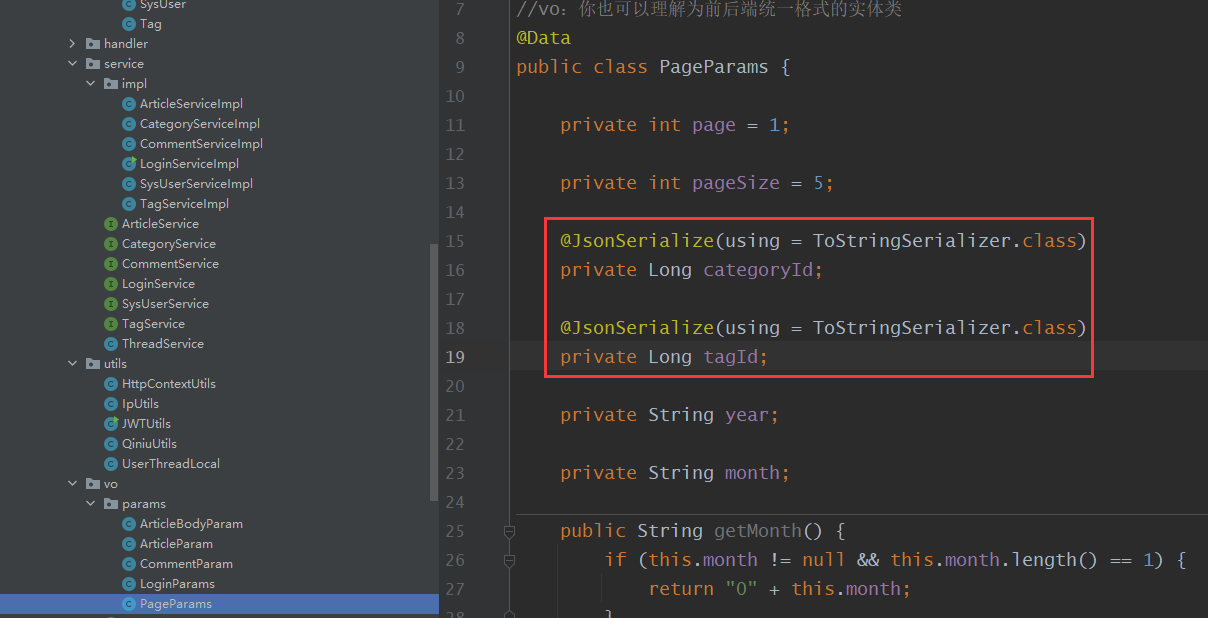 SysUser
Tag
handler
service
impl
ArticleServiceImpl
CategoryServiceImpl
CommentServiceImpl
LoginServiceImpl
SysUserServiceImpl
TagServiceImpl
ArticleService
CategoryService
CommentService
LoginService
SysUserService
TagService
ThreadService
utils
HttpContextUtils
IpUtils
JWTUtils
QiniuUtils
UserThreadLocal
vo
params
ArticleBodyParam
ArticleParam
CommentParam
LoginParams
PageParams
7 //vo：你也可以理解为前后端统一格式的实体类
8 @Data
9 public class PageParams {
10
11 private int page = 1;
12
13 private int pageSize = 5;
14
15 @JsonSerialize(using = ToStringSerializer.class)
16 private Long categoryId;
17
18 @JsonSerialize(using = ToStringSerializer.class)
19 private Long tagId;
20
21 private String year;
22
23 private String month;
24
25 public String getMonth() {
26 if (this.month != null && this.month.length() == 1) {
27 return "0" + this.month;
28 }